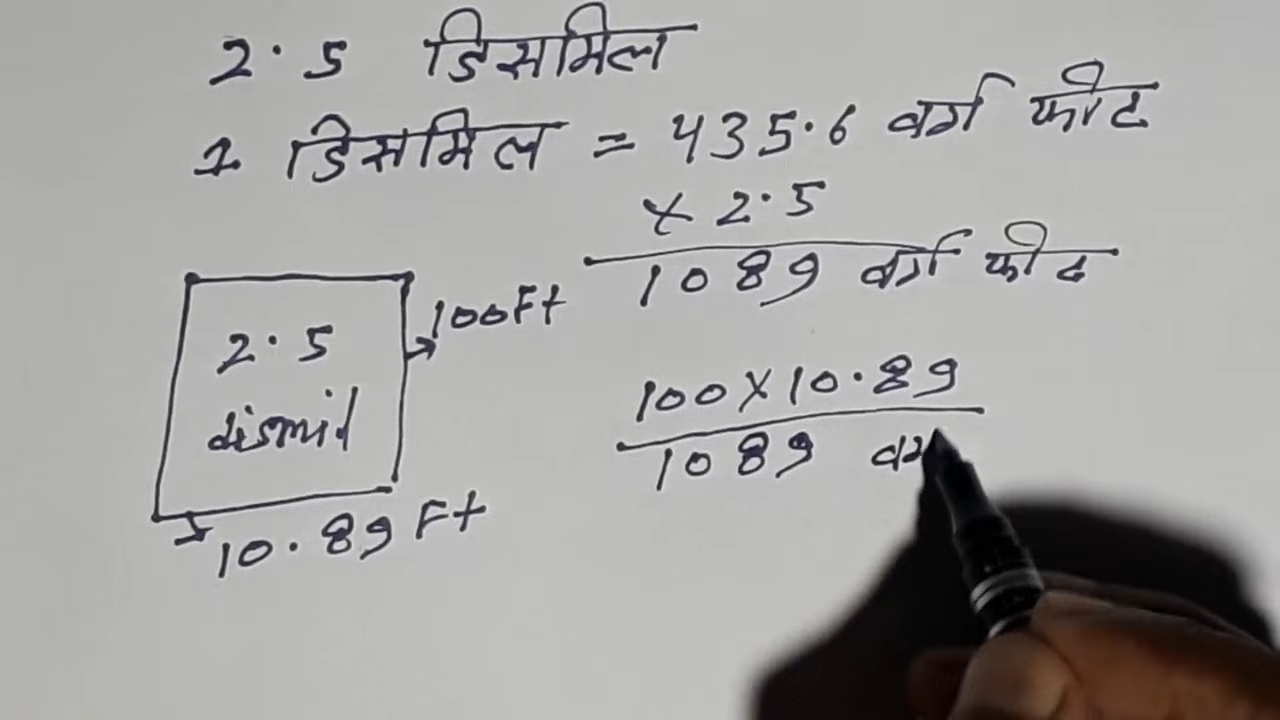 2.5 डिसमिल
1 डिसमिल = 435.6 वर्ग फीट
x 2.5
1089 वर्ग फीट
100Ft
2.5
dismil
100 x 10.89
1089 वर्
10.89 Ft